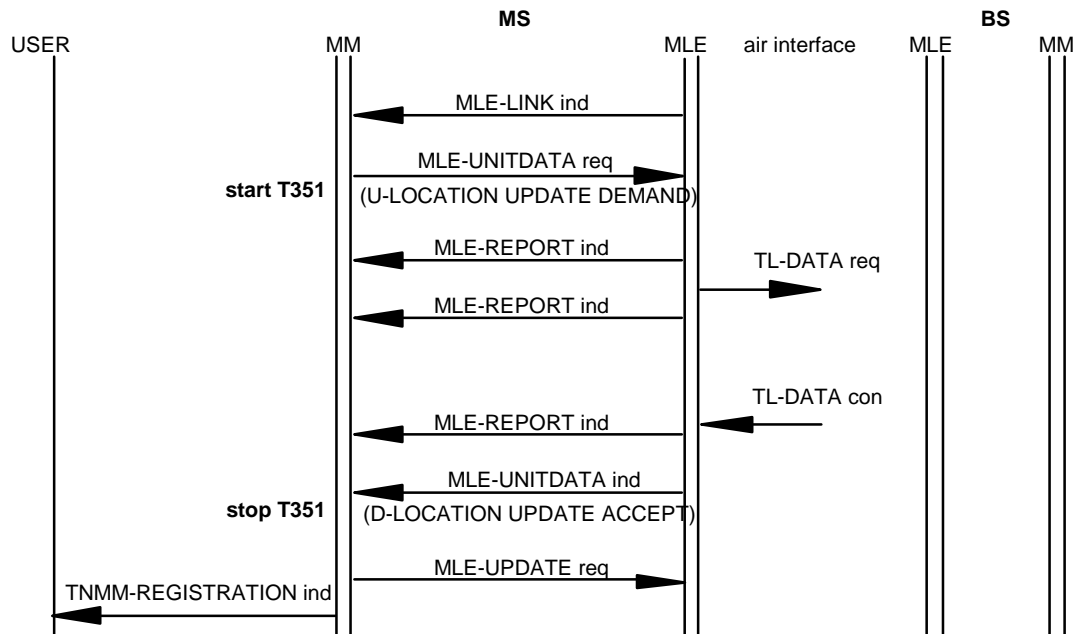 MS
BS
USER
MM
MLE
air interface
MLE
MM
MLE-LINK ind
MLE-UNITDATA req
start T351
(U-LOCATION UPDATE DEMAND)
MLE-REPORT ind
TL-DATA req
MLE-REPORT ind
TL-DATA con
MLE-REPORT ind
MLE-UNITDATA ind
stop T351
(D-LOCATION UPDATE ACCEPT)
MLE-UPDATE req
TNMM-REGISTRATION ind